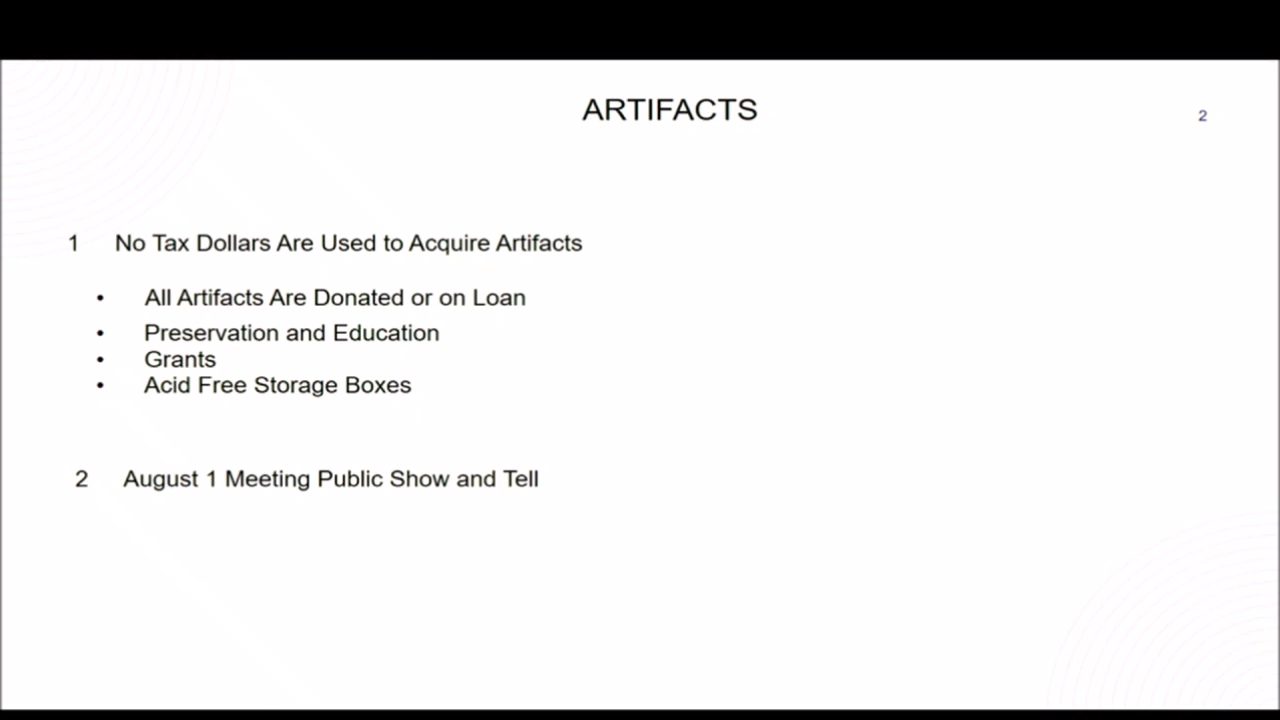 ARTIFACTS
2
1 No Tax Dollars Are Used to Acquire Artifacts
• All Artifacts Are Donated or on Loan
• Preservation and Education
• Grants
• Acid Free Storage Boxes
2 August 1 Meeting Public Show and Tell